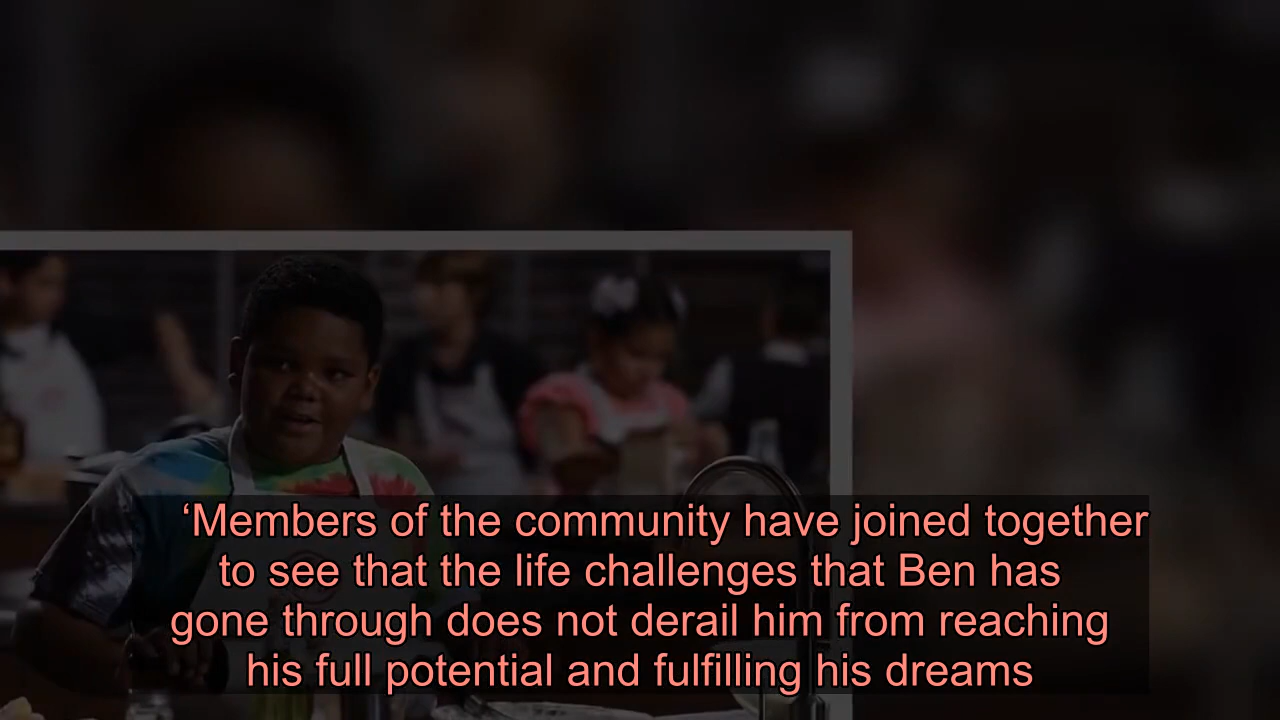 ‘Members of the community have joined together
to see that the life challenges that Ben has
gone through does not derail him from reaching
his full potential and fulfilling his dreams